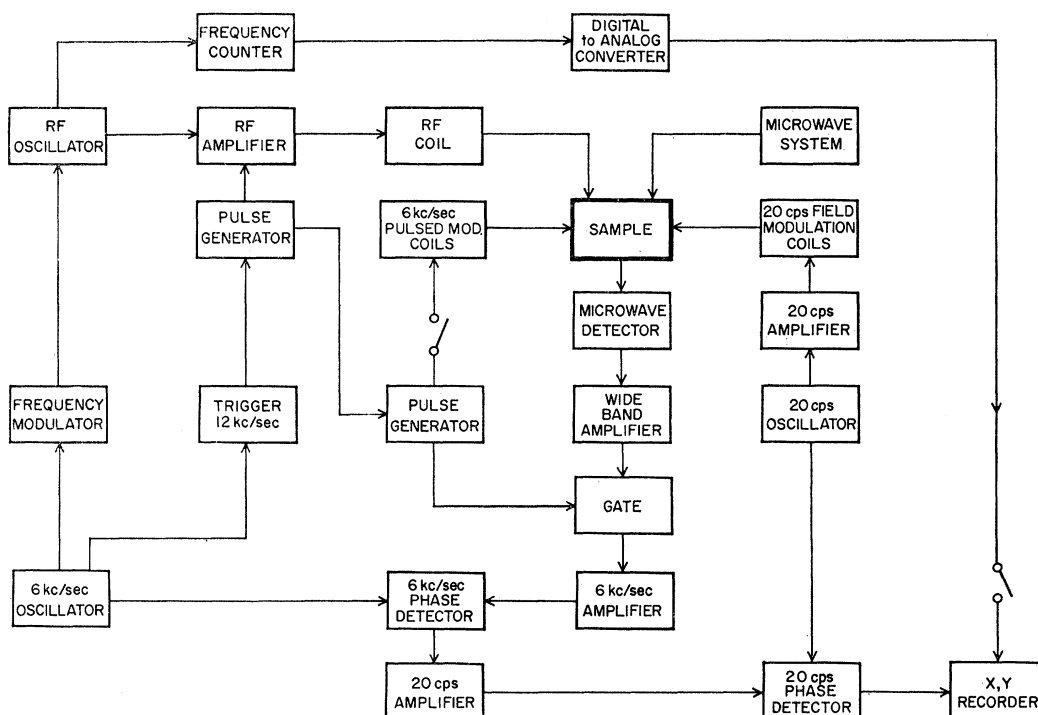 FREQUENCY
COUNTER
DIGITAL
to ANALOG
CONVERTER
RF
OSCILLATOR
RF
AMPLIFIER
RF
COIL
MICROWAVE
SYSTEM
PULSE
GENERATOR
6 kc/sec
PULSED MOD.
COILS
SAMPLE
20 cps FIELD
MODULATION
COILS
MICROWAVE
DETECTOR
20 cps
AMPLIFIER
FREQUENCY
MODULATOR
TRIGGER
12 kc/sec
PULSE
GENERATOR
WIDE
BAND
AMPLIFIER
20 cps
OSCILLATOR
GATE
6 kc/sec
OSCILLATOR
6 kc/sec
PHASE
DETECTOR
6 kc/sec
AMPLIFIER
20 cps
AMPLIFIER
20 cps
PHASE
DETECTOR
X,Y
RECORDER